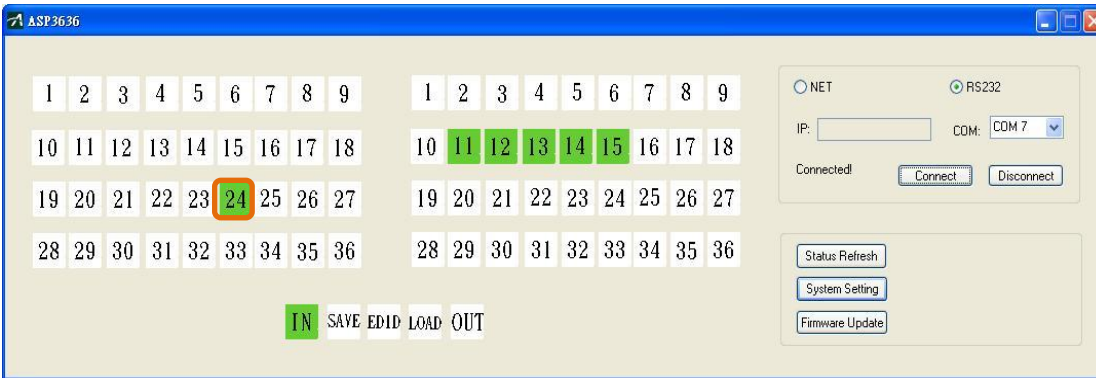 ASP3636
1 2 3 4 5 6 7 8 9
10 11 12 13 14 15 16 17 18
19 20 21 22 23 24 25 26 27
28 29 30 31 32 33 34 35 36
1 2 3 4 5 6 7 8 9
10 11 12 13 14 15 16 17 18
19 20 21 22 23 24 25 26 27
28 29 30 31 32 33 34 35 36
IN SAVE EDID LOAD OUT
NET RS232
IP: COM: COM 7
Connected! Connect Disconnect
Status Refresh
System Setting
Firmware Update